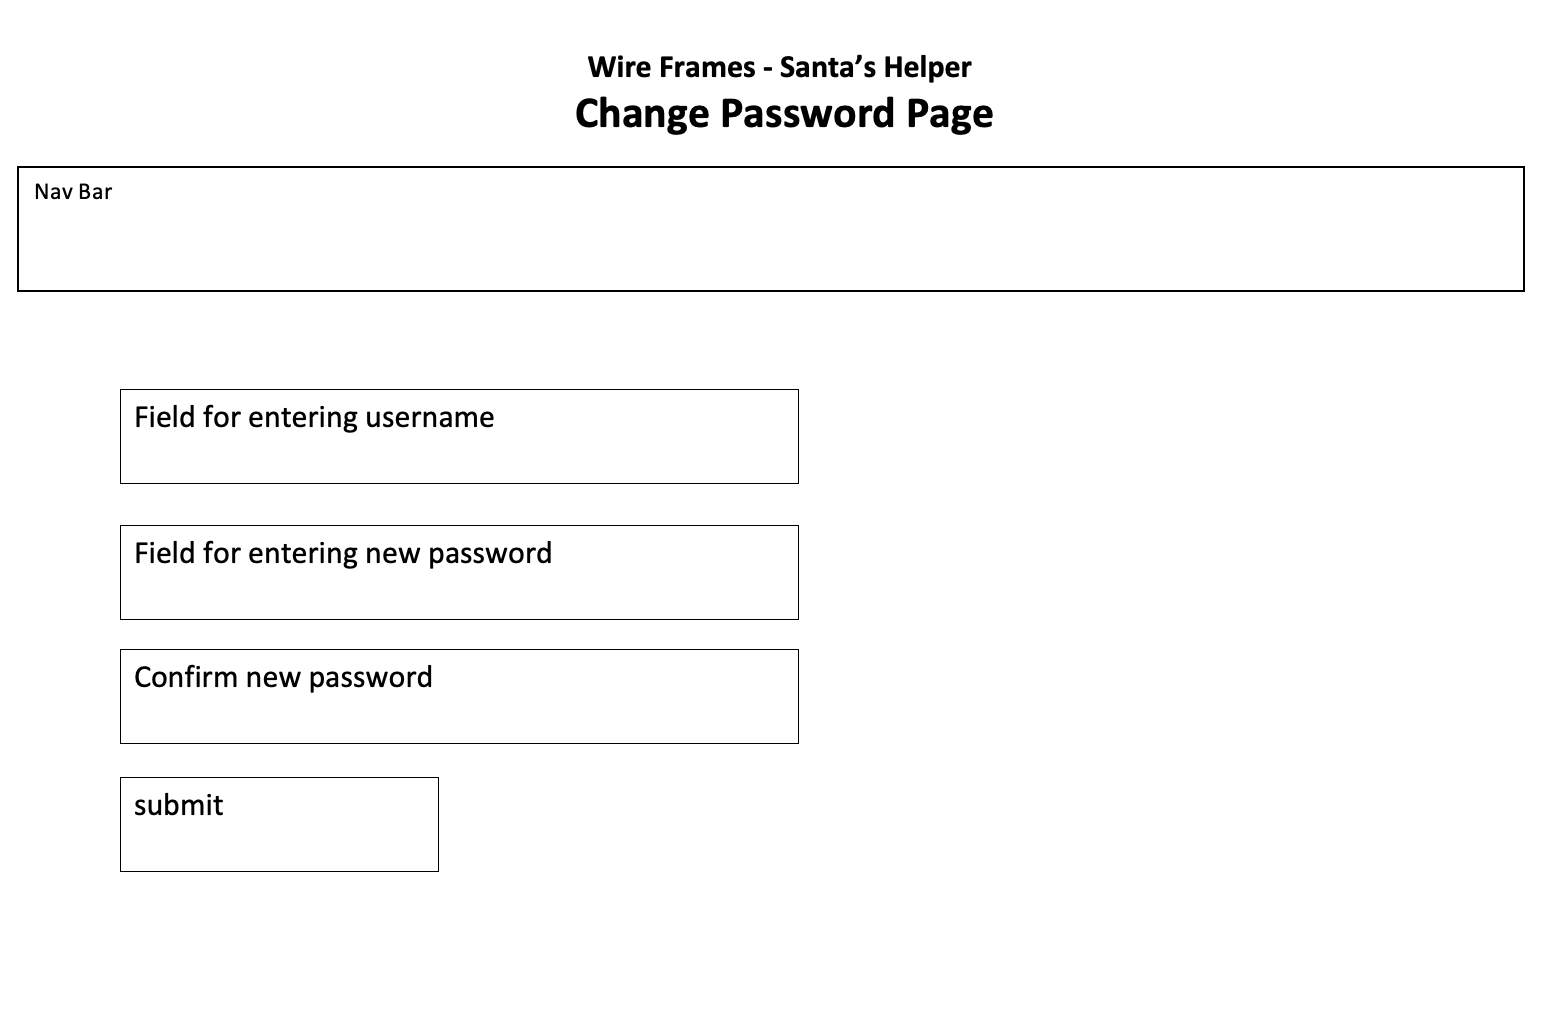 Wire Frames - Santa’s Helper
Change Password Page
Nav Bar
Field for entering username
Field for entering new password
Confirm new password
submit